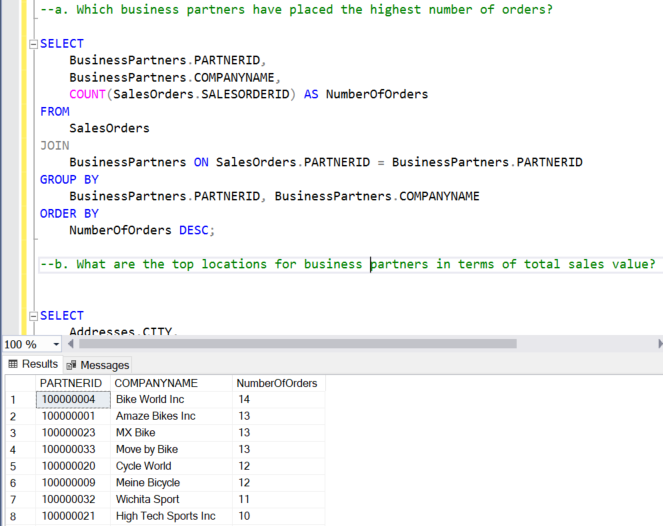 --a. Which business partners have placed the highest number of orders?
SELECT
BusinessPartners.PARTNERID,
BusinessPartners.COMPANYNAME,
COUNT(SalesOrders.SALESORDERID) AS NumberOfOrders
FROM
SalesOrders
JOIN
BusinessPartners ON SalesOrders.PARTNERID = BusinessPartners.PARTNERID
GROUP BY
BusinessPartners.PARTNERID, BusinessPartners.COMPANYNAME
ORDER BY
NumberOfOrders DESC;
--b. What are the top locations for business partners in terms of total sales value?
SELECT
Addresses.CITY,
100 %
Results Messages
PARTNERID COMPANYNAME NumberOfOrders
1 100000004 Bike World Inc 14
2 100000001 Amaze Bikes Inc 13
3 100000023 MX Bike 13
4 100000033 Move by Bike 13
5 100000020 Cycle World 12
6 100000009 Meine Bicycle 12
7 100000032 Wichita Sport 11
8 100000021 High Tech Sports Inc 10